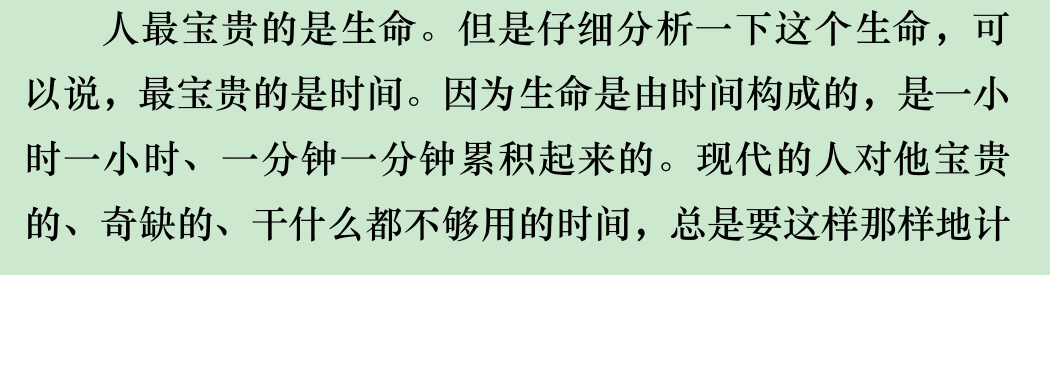 人最宝贵的是生命。但是仔细分析一下这个生命，可
以说，最宝贵的是时间。因为生命是由时间构成的，是一小
时一小时、一分钟一分钟累积起来的。现代的人对他宝贵
的、奇缺的、干什么都不够用的时间，总是要这样那样地计